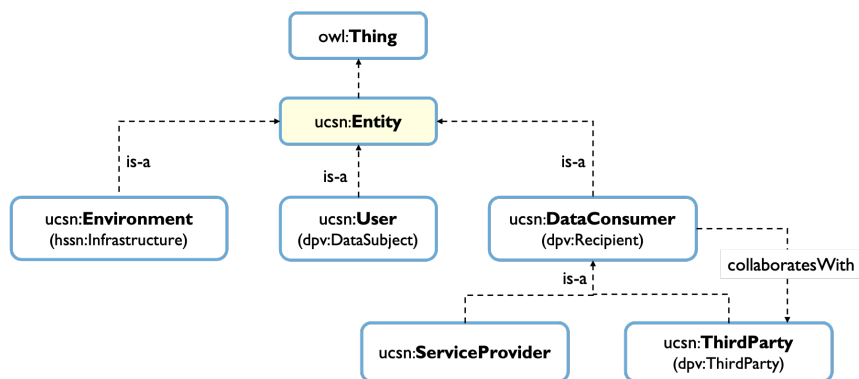 owl:Thing
ucsn:Entity
is-a
is-a
is-a
ucsn:Environment
(hssn:Infrastructure)
ucsn:User
(dpv:DataSubject)
ucsn:DataConsumer
(dpv:Recipient)
collaboratesWith
is-a
ucsn:ServiceProvider
ucsn:ThirdParty
(dpv:ThirdParty)